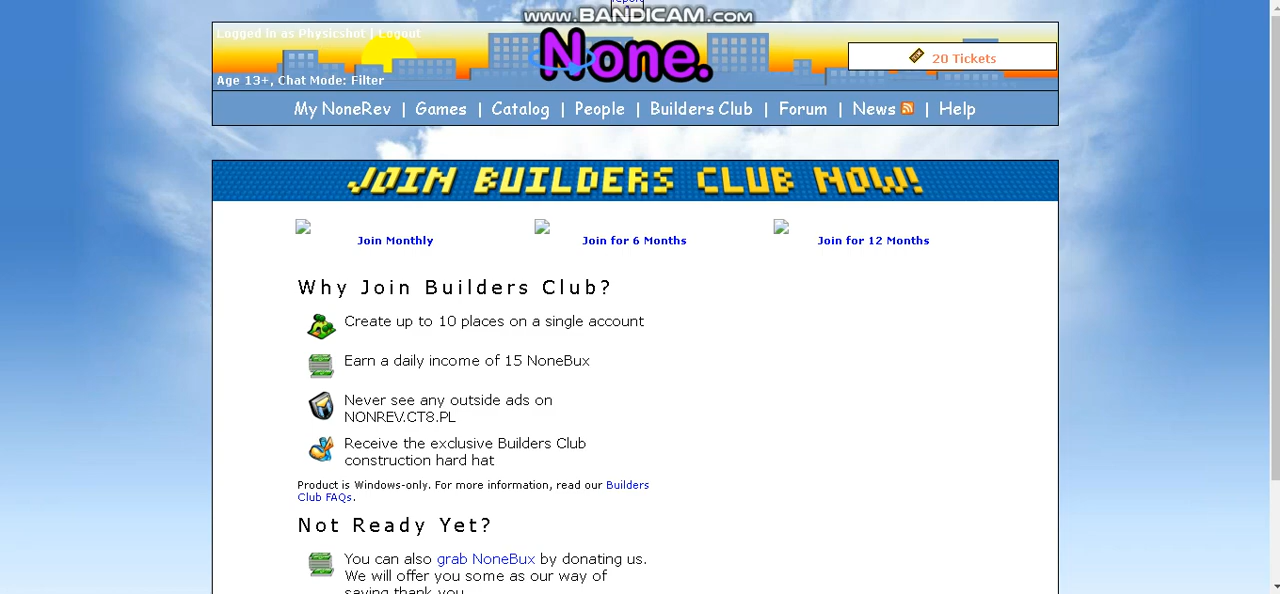 report
www.BANDICAM.com
Logged in as Physicshot | Logout
None.
20 Tickets
Age 13+, Chat Mode: Filter
My NoneRev | Games | Catalog | People | Builders Club | Forum | News | Help
JOIN BUILDERS CLUB NOW!
Join Monthly
Join for 6 Months
Join for 12 Months
Why Join Builders Club?
Create up to 10 places on a single account
Earn a daily income of 15 NoneBux
Never see any outside ads on
NONREV.CT8.PL
Receive the exclusive Builders Club
construction hard hat
Product is Windows-only. For more information, read our Builders
Club FAQs.
Not Ready Yet?
You can also grab NoneBux by donating us.
We will offer you some as our way of
saying thank you